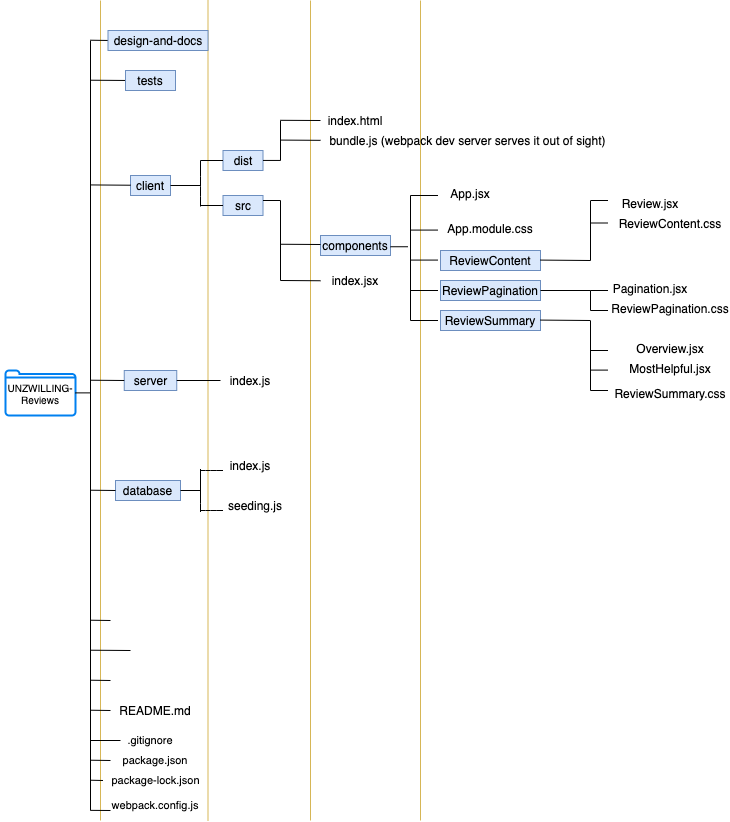 design-and-docs
tests
client
dist
index.html
bundle.js (webpack dev server serves it out of sight)
src
components
App.jsx
App.module.css
ReviewContent
Review.jsx
ReviewContent.css
ReviewPagination
Pagination.jsx
ReviewPagination.css
ReviewSummary
Overview.jsx
MostHelpful.jsx
ReviewSummary.css
index.jsx
UNZWILLING-
Reviews
server
index.js
database
index.js
seeding.js
README.md
.gitignore
package.json
package-lock.json
webpack.config.js